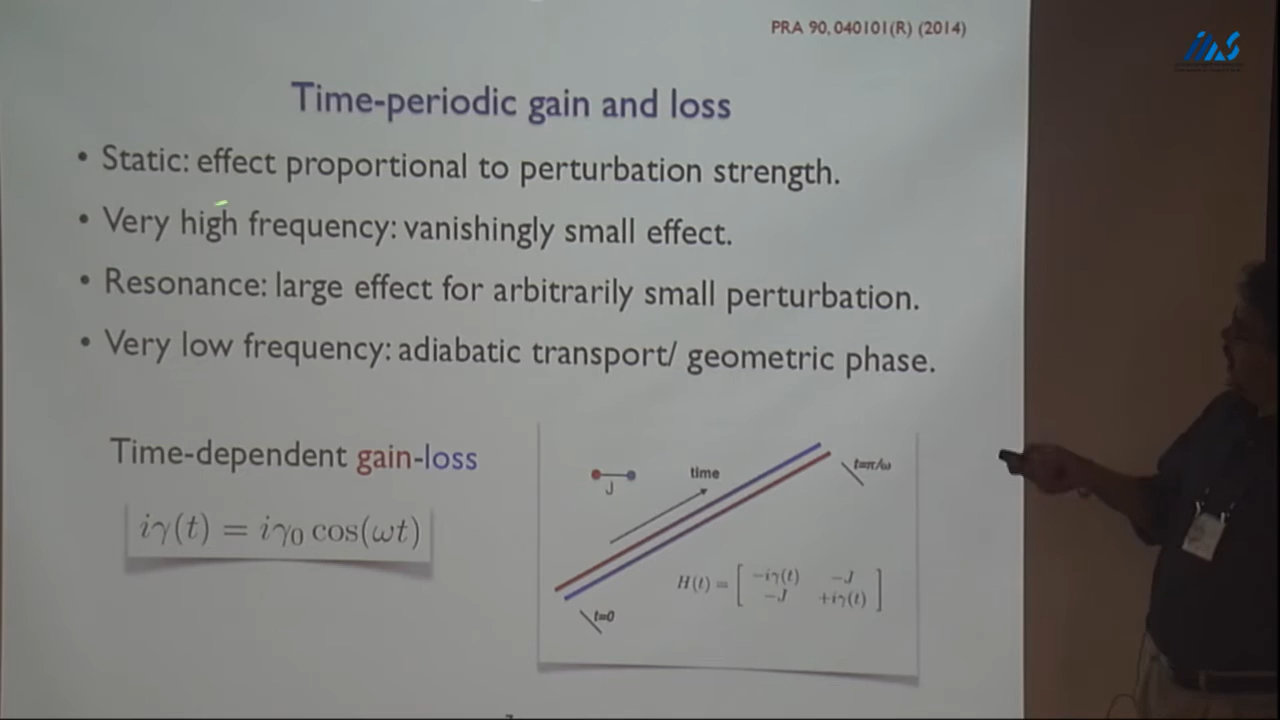 PRA 90, 040101(R) (2014)
Time-periodic gain and loss
• Static: effect proportional to perturbation strength.
• Very high frequency: vanishingly small effect.
• Resonance: large effect for arbitrarily small perturbation.
• Very low frequency: adiabatic transport/ geometric phase.
Time-dependent gain-loss
iγ(t) = iγ₀ cos(ωt)
J
time
t=π/ω
H(t) = [ −iγ(t) −J
−J +iγ(t) ]
t=0